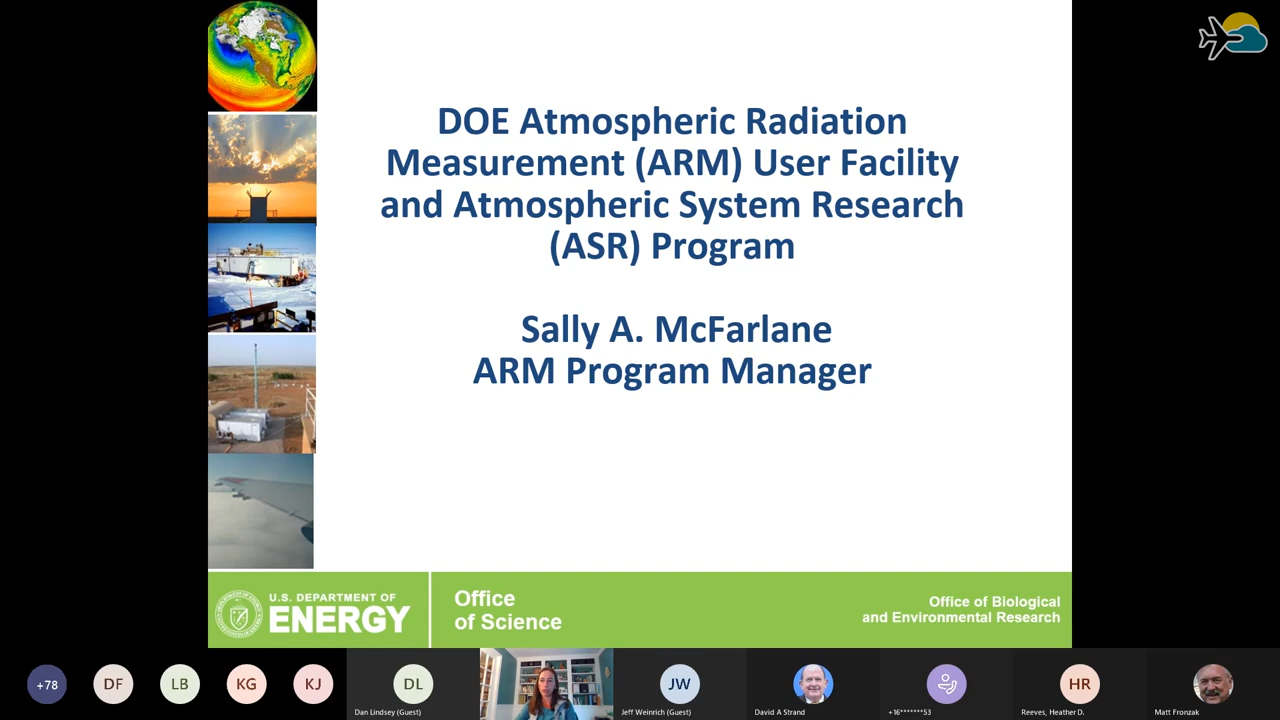 DOE Atmospheric Radiation
Measurement (ARM) User Facility
and Atmospheric System Research
(ASR) Program
Sally A. McFarlane
ARM Program Manager
U.S. DEPARTMENT OF
ENERGY
Office
of Science
Office of Biological
and Environmental Research
+78
DF
LB
KG
KJ
DL
Dan Lindsey (Guest)
JW
Jeff Weinrich (Guest)
David A Strand
+16*******53
HR
Reeves, Heather D.
Matt Fronzak